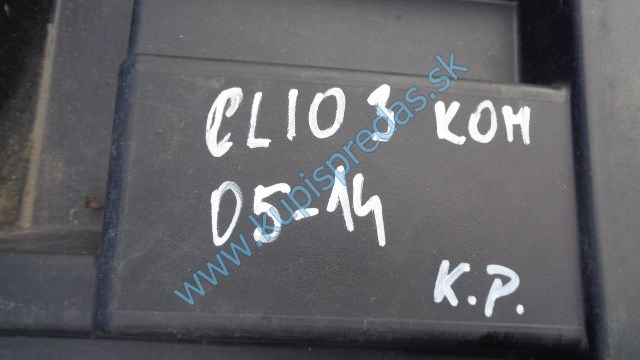 CLIO 3 KOM
05-14
K.P.
www.kupispredas.sk